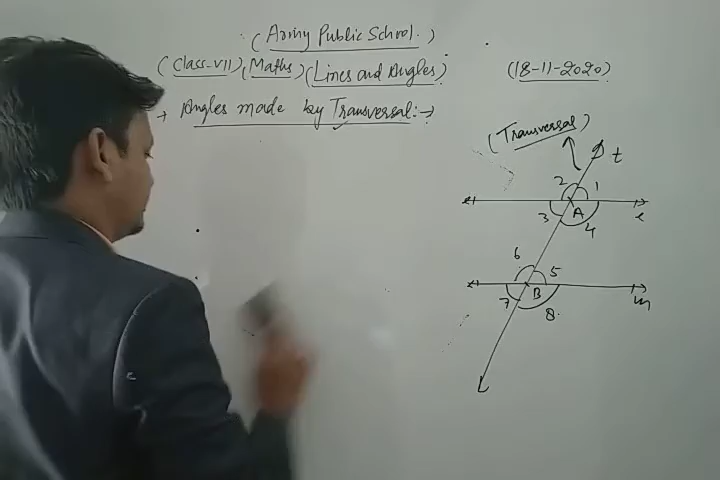 (Army Public School.)
(Class-VII), (Maths) (Lines and Angles)
(18-11-2020)
→ Angles made by Transversal:→
(Transversal)
t
2 1
3 A 4
l
6 5
7 B 8
m